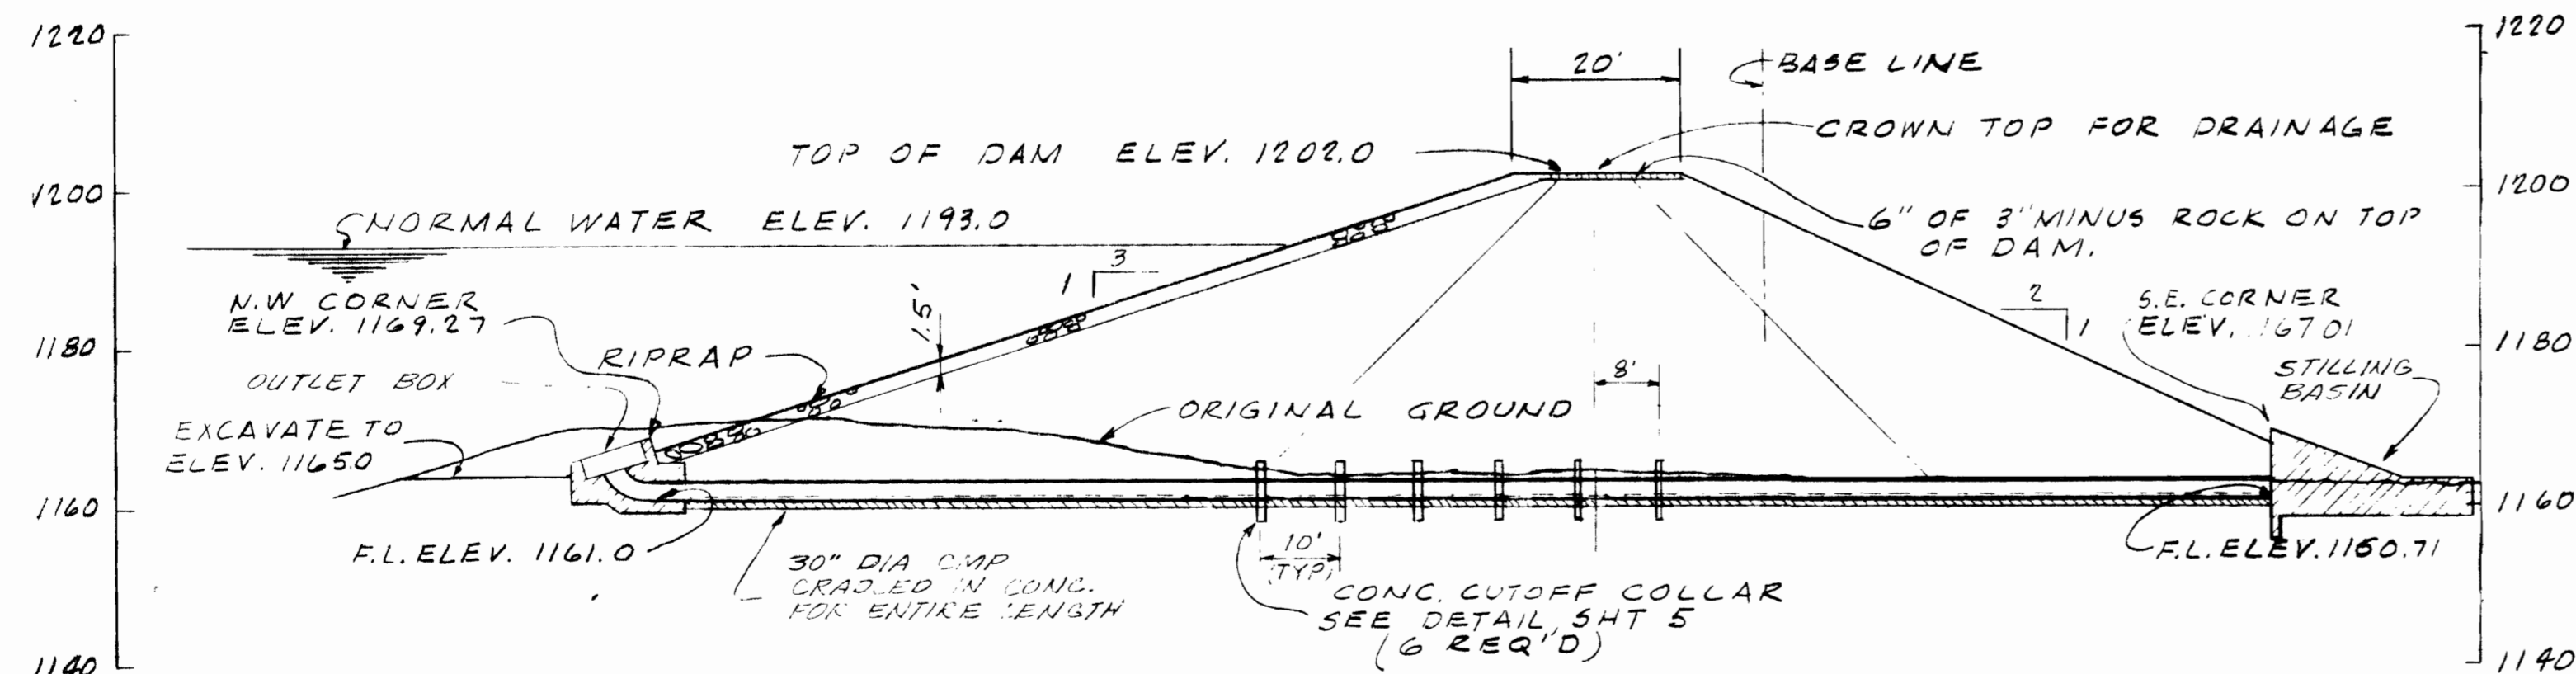 1220
1200
1180
1160
1140
20'
BASE LINE
CROWN TOP FOR DRAINAGE
TOP OF DAM ELEV. 1202.0
6" OF 3" MINUS ROCK ON TOP
OF DAM.
NORMAL WATER ELEV. 1193.0
3
1
N.W CORNER
ELEV. 1169.27
1.5'
RIPRAP
OUTLET BOX
EXCAVATE TO
ELEV. 1165.0
ORIGINAL GROUND
8'
2
1
S.E. CORNER
ELEV.
STILLING
BASIN
F.L. ELEV. 1161.0
30" DIA CMP
CRADLED IN CONC.
FOR ENTIRE LENGTH
10'
(TYP)
CONC. CUTOFF COLLAR
SEE DETAIL, SHT 5
(6 REQ'D)
F.L. ELEV.
1220
1200
1180
1160
1140